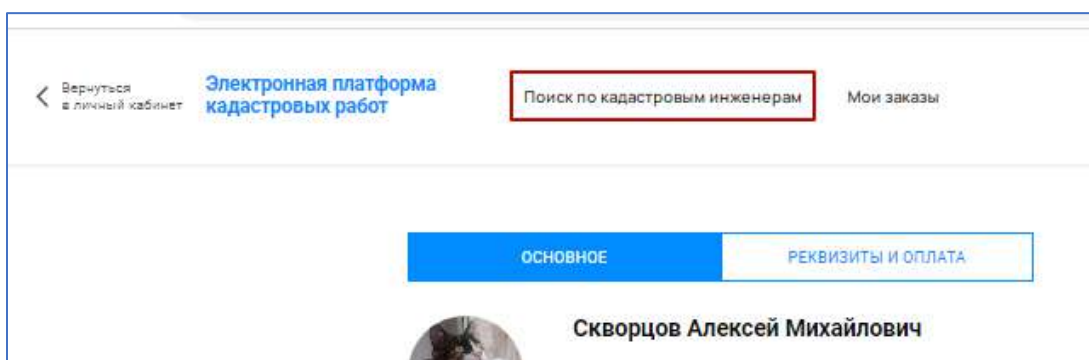 Вернуться
в личный кабинет
Электронная платформа
кадастровых работ
Поиск по кадастровым инженерам
Мои заказы
ОСНОВНОЕ
РЕКВИЗИТЫ И ОПЛАТА
Скворцов Алексей Михайлович